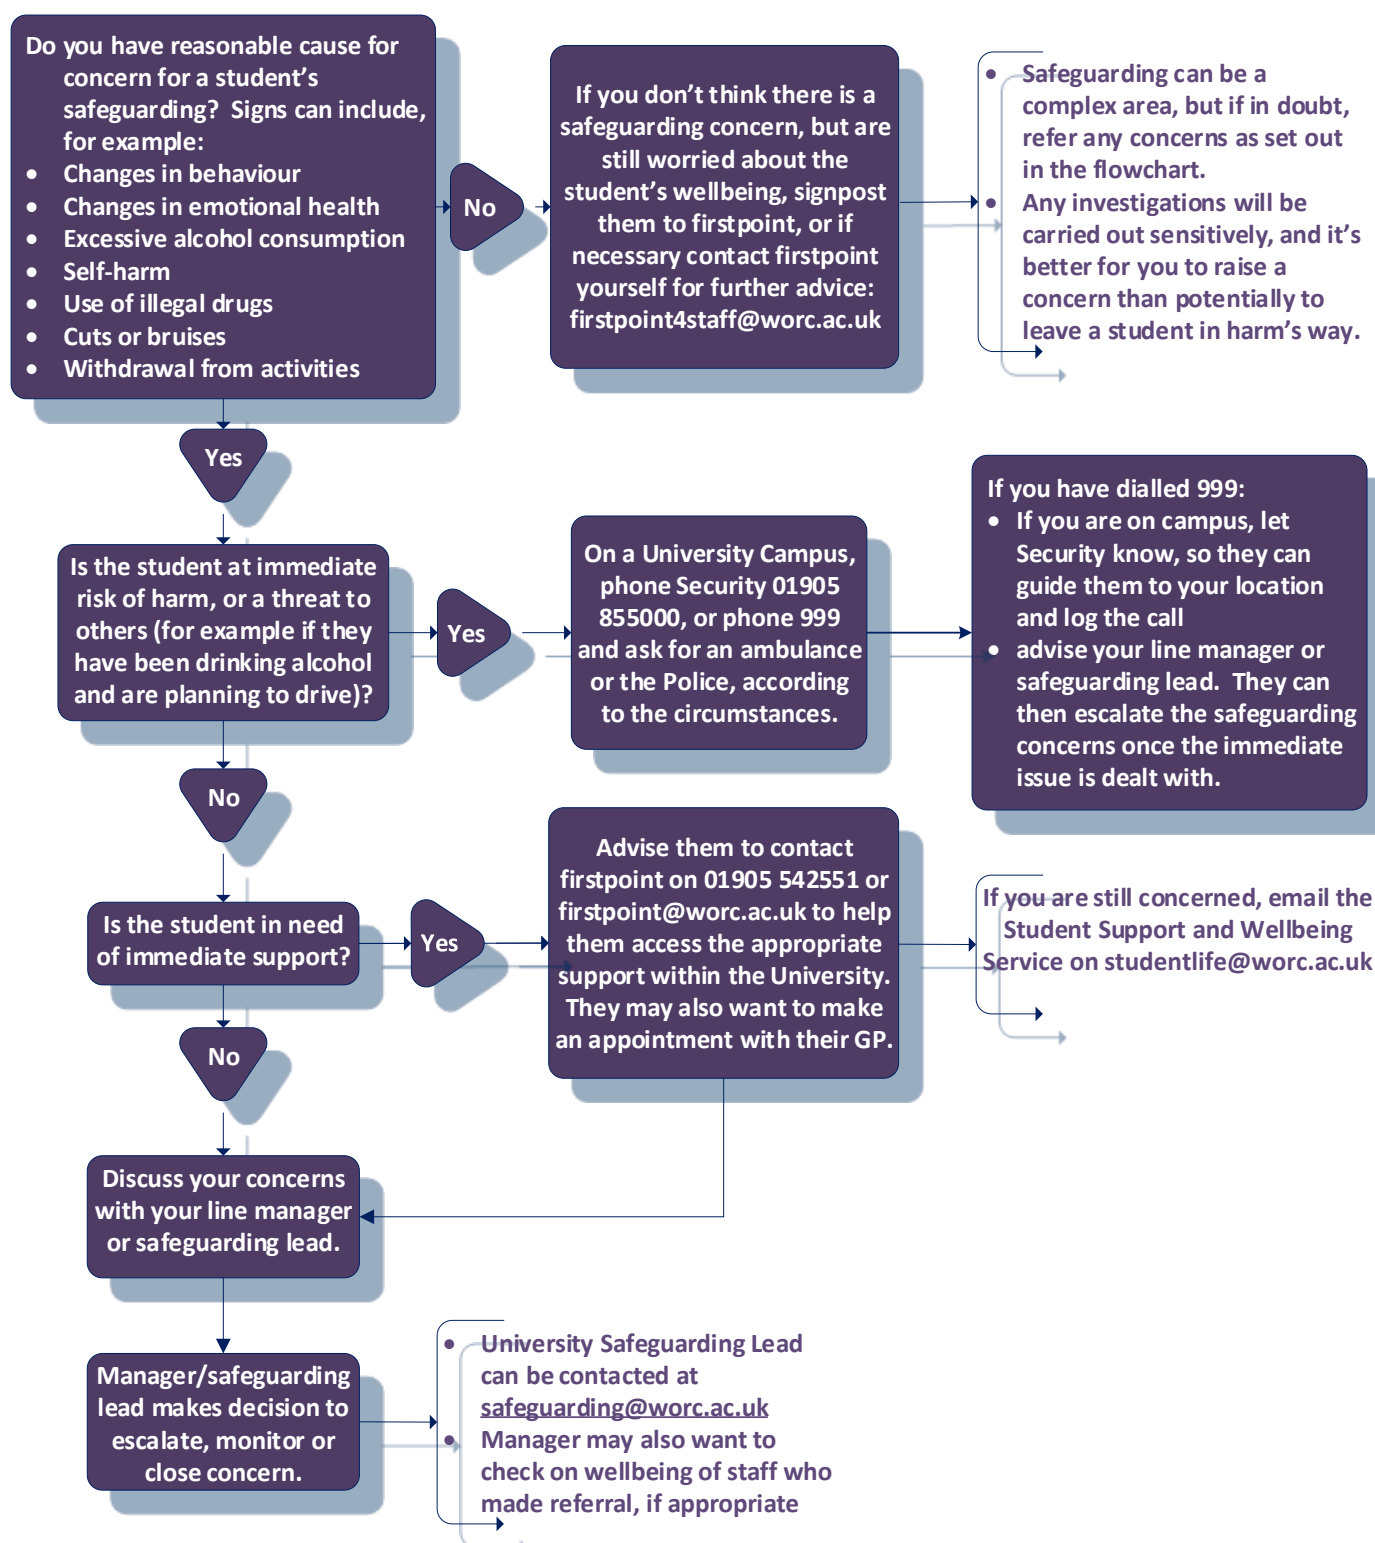 Do you have reasonable cause for
concern for a student's
safeguarding?  Signs can include,
for example:
• Changes in behaviour
• Changes in emotional health
• Excessive alcohol consumption
• Self-harm
• Use of illegal drugs
• Cuts or bruises
• Withdrawal from activities
No
If you don't think there is a
safeguarding concern, but are
still worried about the
student's wellbeing, signpost
them to firstpoint, or if
necessary contact firstpoint
yourself for further advice:
firstpoint4staff@worc.ac.uk
• Safeguarding can be a
complex area, but if in doubt,
refer any concerns as set out
in the flowchart.
• Any investigations will be
carried out sensitively, and it's
better for you to raise a
concern than potentially to
leave a student in harm's way.
Yes
Is the student at immediate
risk of harm, or a threat to
others (for example if they
have been drinking alcohol
and are planning to drive)?
Yes
On a University Campus,
phone Security 01905
855000, or phone 999
and ask for an ambulance
or the Police, according
to the circumstances.
If you have dialled 999:
• If you are on campus, let
Security know, so they can
guide them to your location
and log the call
• advise your line manager or
safeguarding lead.  They can
then escalate the safeguarding
concerns once the immediate
issue is dealt with.
No
Is the student in need
of immediate support?
Yes
Advise them to contact
firstpoint on 01905 542551 or
firstpoint@worc.ac.uk to help
them access the appropriate
support within the University.
They may also want to make
an appointment with their GP.
If you are still concerned, email the
Student Support and Wellbeing
Service on studentlife@worc.ac.uk
No
Discuss your concerns
with your line manager
or safeguarding lead.
Manager/safeguarding
lead makes decision to
escalate, monitor or
close concern.
• University Safeguarding Lead
can be contacted at
safeguarding@worc.ac.uk
• Manager may also want to
check on wellbeing of staff who
made referral, if appropriate